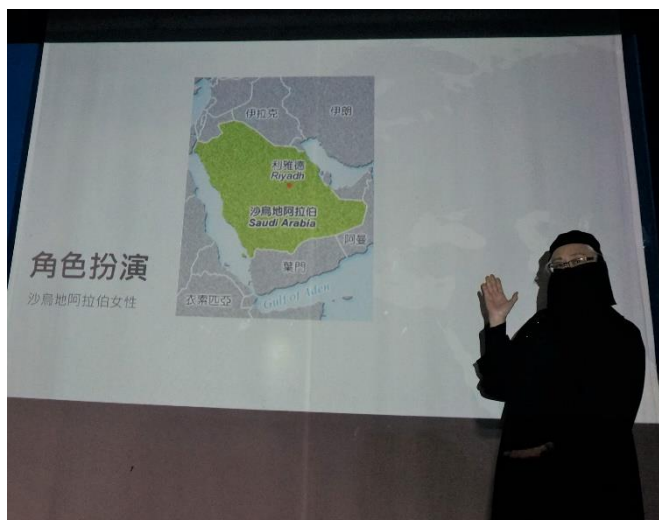 伊拉克
伊朗
利雅德
Riyadh
沙烏地阿拉伯
Saudi Arabia
阿曼
葉門
角色扮演
沙烏地阿拉伯女性
衣索匹亞
Gulf of Aden